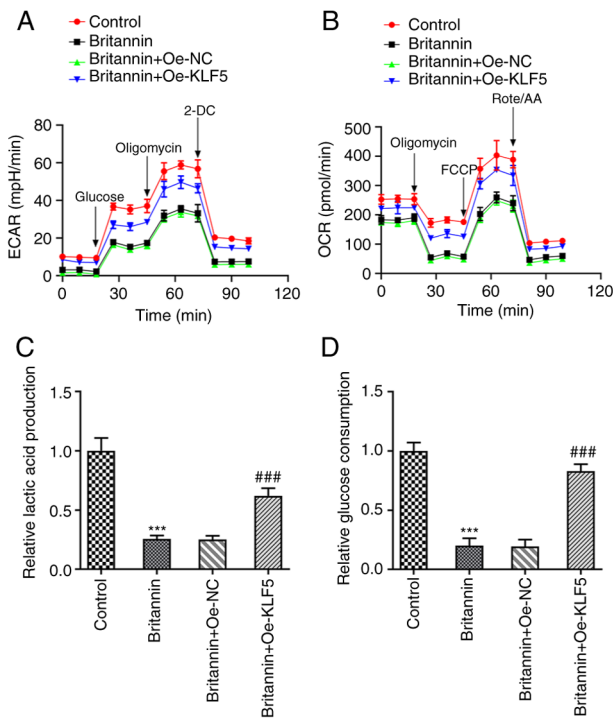 A
Control
Britannin
Britannin+Oe-NC
Britannin+Oe-KLF5
2-DC
Oligomycin
Glucose
ECAR (mpH/min)
80
60
40
20
0
0 30 60 90 120
Time (min)
B
Control
Britannin
Britannin+Oe-NC
Britannin+Oe-KLF5
Rote/AA
Oligomycin
FCCP
OCR (pmol/min)
500
400
300
200
100
0
0 20 40 60 80 100 120
Time (min)
C
Relative lactic acid production
1.5
1.0
0.5
0.0
***
###
Control
Britannin
Britannin+Oe-NC
Britannin+Oe-KLF5
D
Relative glucose consumption
1.5
1.0
0.5
0.0
***
###
Control
Britannin
Britannin+Oe-NC
Britannin+Oe-KLF5